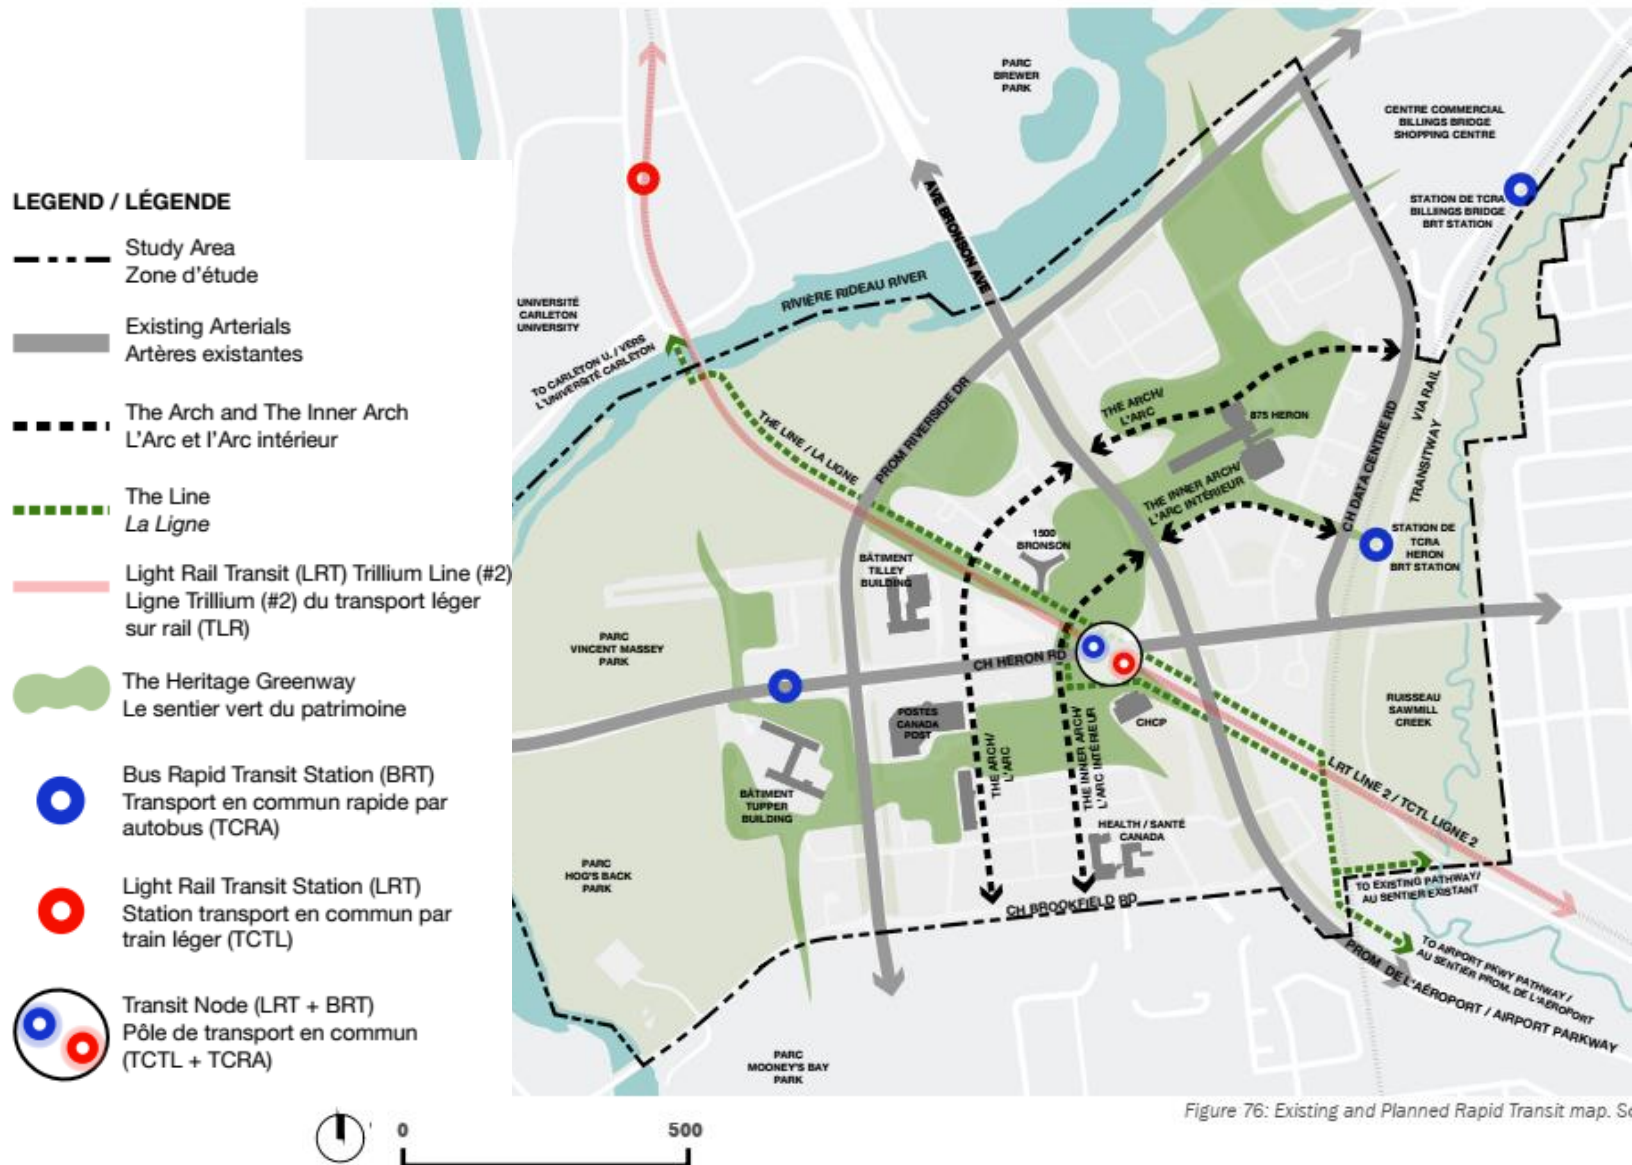 LEGEND / LÉGENDE
Study Area
Zone d'étude
Existing Arterials
Artères existantes
The Arch and The Inner Arch
L'Arc et l'Arc intérieur
The Line
La Ligne
Light Rail Transit (LRT) Trillium Line (#2)
Ligne Trillium (#2) du transport léger
sur rail (TLR)
The Heritage Greenway
Le sentier vert du patrimoine
Bus Rapid Transit Station (BRT)
Transport en commun rapide par
autobus (TCRA)
Light Rail Transit Station (LRT)
Station transport en commun par
train léger (TCTL)
Transit Node (LRT + BRT)
Pôle de transport en commun
(TCTL + TCRA)
PARC
BREWER
PARK
CENTRE COMMERCIAL
BILLINGS BRIDGE
SHOPPING CENTRE
STATION DE TCRA
BILLIINGS BRIDGE
BRT STATION
AVE BRONSON AVE
RIVIÈRE RIDEAU RIVER
UNIVERSITÉ
CARLETON
UNIVERSITY
TO CARLETON U. / VERS
L'UNIVERSITÉ CARLETON
THE LINE / LA LIGNE
PROM RIVERSIDE DR
THE ARCH/
L'ARC
875 HERON
VIA RAIL
TRANSITWAY
CH DATA CENTRE RD
THE INNER ARCH/
L'ARC INTÉRIEUR
STATION DE
TCRA
HERON
BRT STATION
1500
BRONSON
BÂTIMENT
TILLEY
BUILDING
PARC
VINCENT MASSEY
PARK
CH HERON RD
RUISSEAU
SAWMILL
CREEK
POSTES
CANADA
POST
CHCP
THE ARCH/
L'ARC
THE INNER ARCH/
L'ARC INTÉRIEUR
LRT LINE 2 / TCTL LIGNE 2
BÂTIMENT
TUPPER
BUILDING
HEALTH / SANTÉ
CANADA
PARC
HOG'S BACK
PARK
TO EXISTING PATHWAY/
AU SENTIER EXISTANT
CH BROOKFIELD RD
TO AIRPORT PKWY PATHWAY /
AU SENTIER PROM. DE L'AÉROPORT
PROM. DE L'AÉROPORT / AIRPORT PARKWAY
PARC
MOONEY'S BAY
PARK
Figure 76: Existing and Planned Rapid Transit map. So
0 500